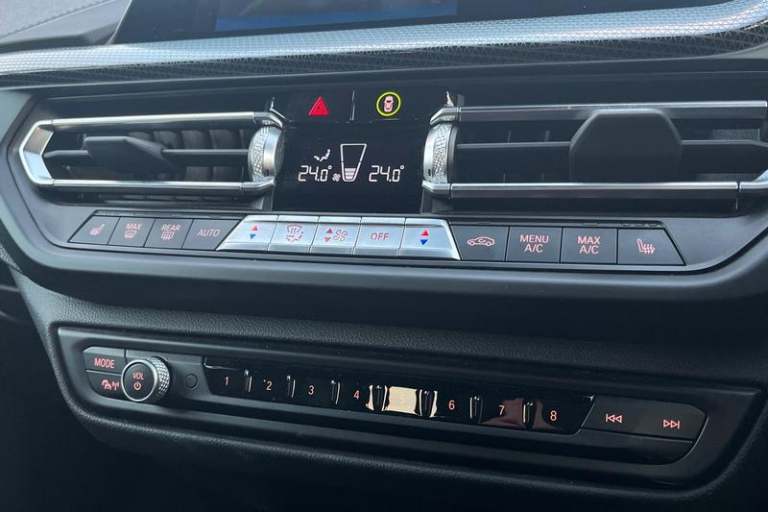 24.0° 24.0°
MAX REAR AUTO OFF MENU A/C MAX A/C
MODE VOL
1 2 3 4 6 7 8